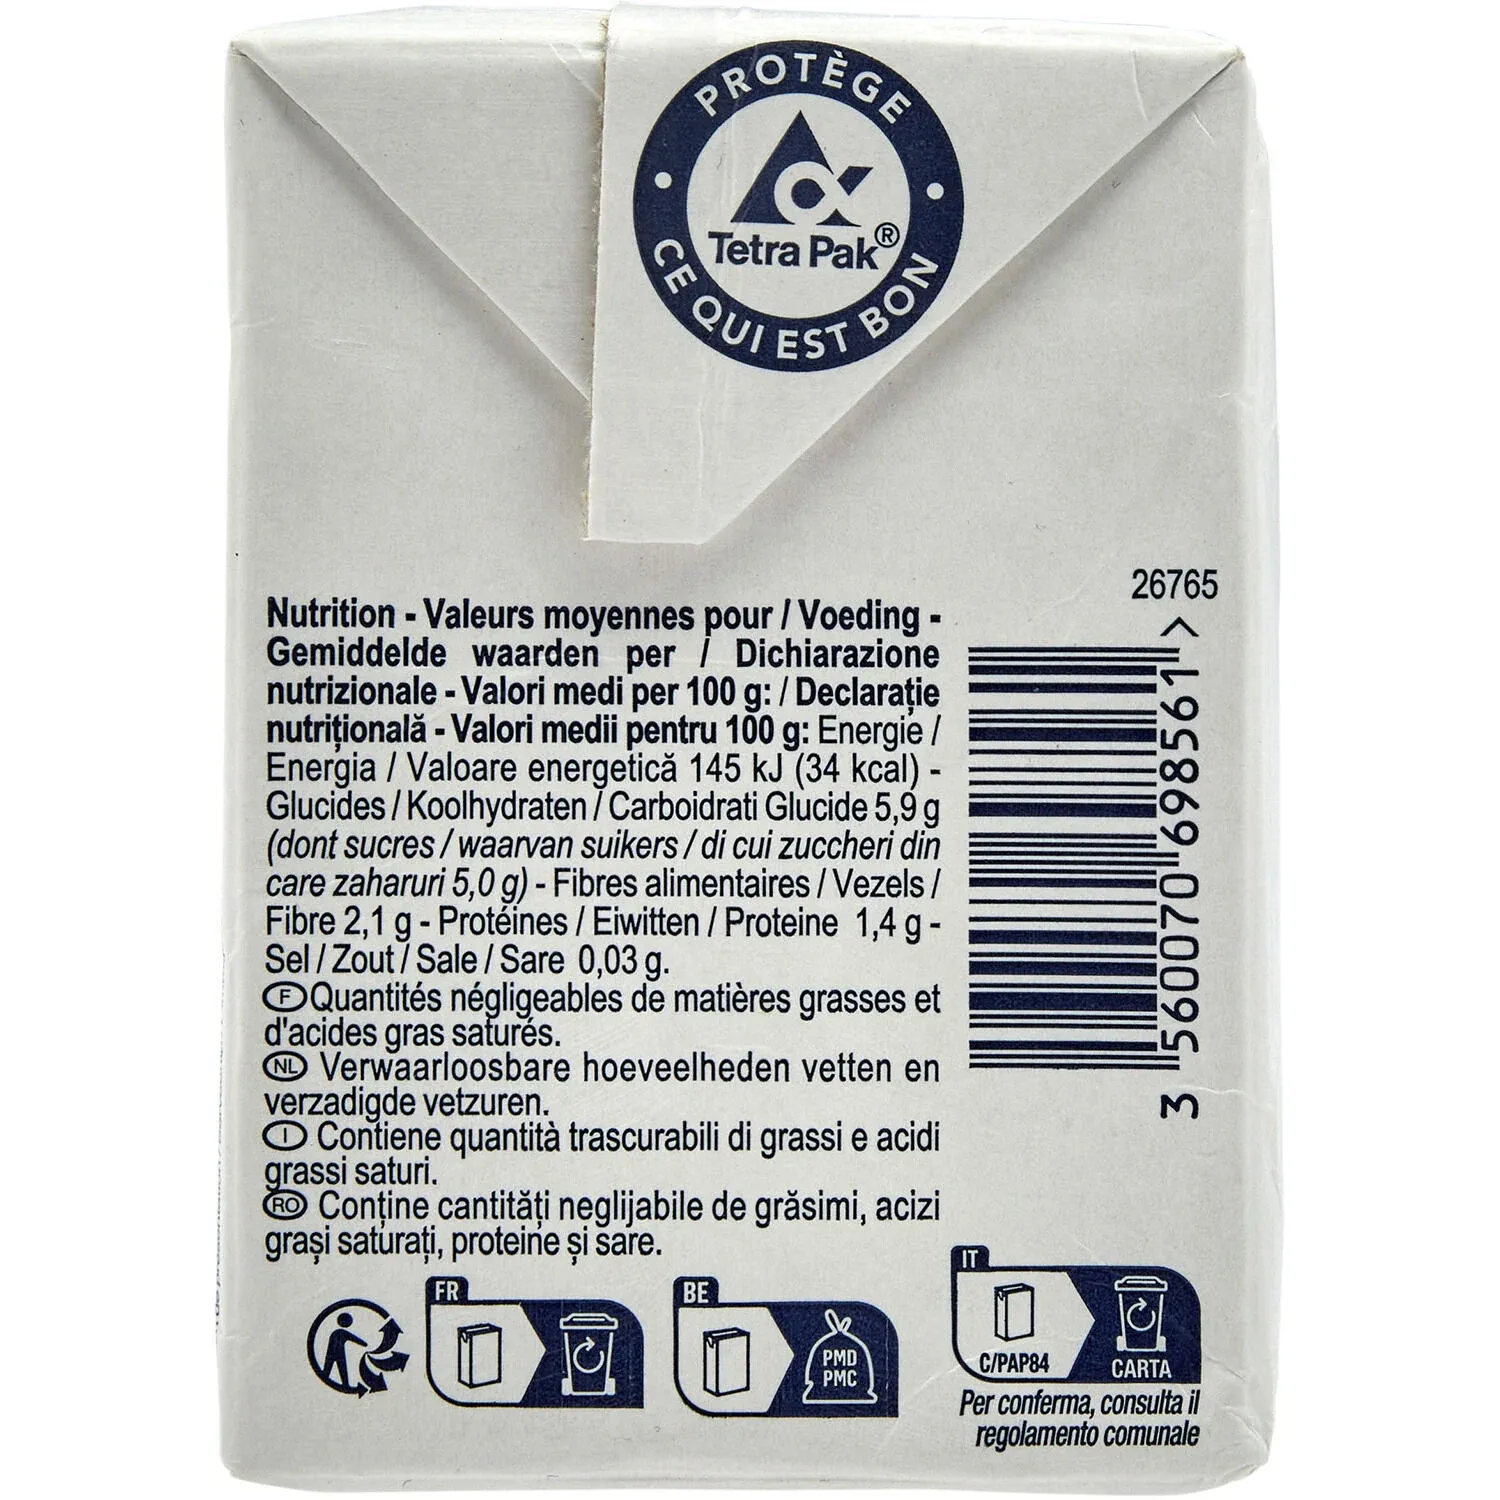 PROTÈGE
Tetra Pak®
CE QUI EST BON
26765
Nutrition - Valeurs moyennes pour / Voeding -
Gemiddelde waarden per / Dichiarazione
nutrizionale - Valori medi per 100 g: / Declarație
nutrițională - Valori medii pentru 100 g: Energie /
Energia / Valoare energetică 145 kJ (34 kcal) -
Glucides / Koolhydraten / Carboidrati Glucide 5,9 g
(dont sucres / waarvan suikers / di cui zuccheri din
care zaharuri 5,0 g) - Fibres alimentaires / Vezels /
Fibre 2,1 g - Protéines / Eiwitten / Proteine 1,4 g -
Sel / Zout / Sale / Sare 0,03 g.
F Quantités négligeables de matières grasses et
d'acides gras saturés.
NL Verwaarloosbare hoeveelheden vetten en
verzadigde vetzuren.
I Contiene quantità trascurabili di grassi e acidi
grassi saturi.
RO Conține cantități neglijabile de grăsimi, acizi
grași saturați, proteine și sare.
3 560070 698561 >
FR
BE
PMD
PMC
IT
C/PAP84
CARTA
Per conferma, consulta il
regolamento comunale